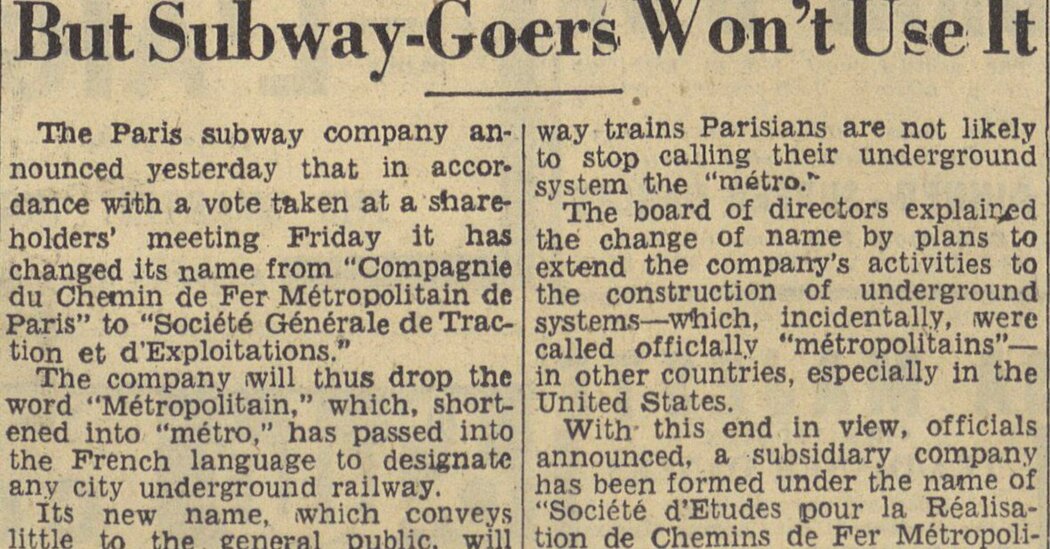 But Subway-Goers Won't Use It
The Paris subway company an-
nounced yesterday that in accor-
dance with a vote taken at a share-
holders' meeting Friday it has
changed its name from "Compagnie
du Chemin de Fer Métropolitain de
Paris" to "Société Générale de Trac-
tion et d'Exploitations."
The company will thus drop the
word "Métropolitain," which, short-
ened into "métro," has passed into
the French language to designate
any city underground railway.
Its new name, which conveys
little to the general public, will
way trains Parisians are not likely
to stop calling their underground
system the "métro."
The board of directors explained
the change of name by plans to
extend the company's activities to
the construction of underground
systems—which, incidentally, were
called officially "métropolitains"—
in other countries, especially in the
United States.
With this end in view, officials
announced, a subsidiary company
has been formed under the name of
"Société d'Etudes pour la Réalisa-
tion de Chemins de Fer Métropoli-